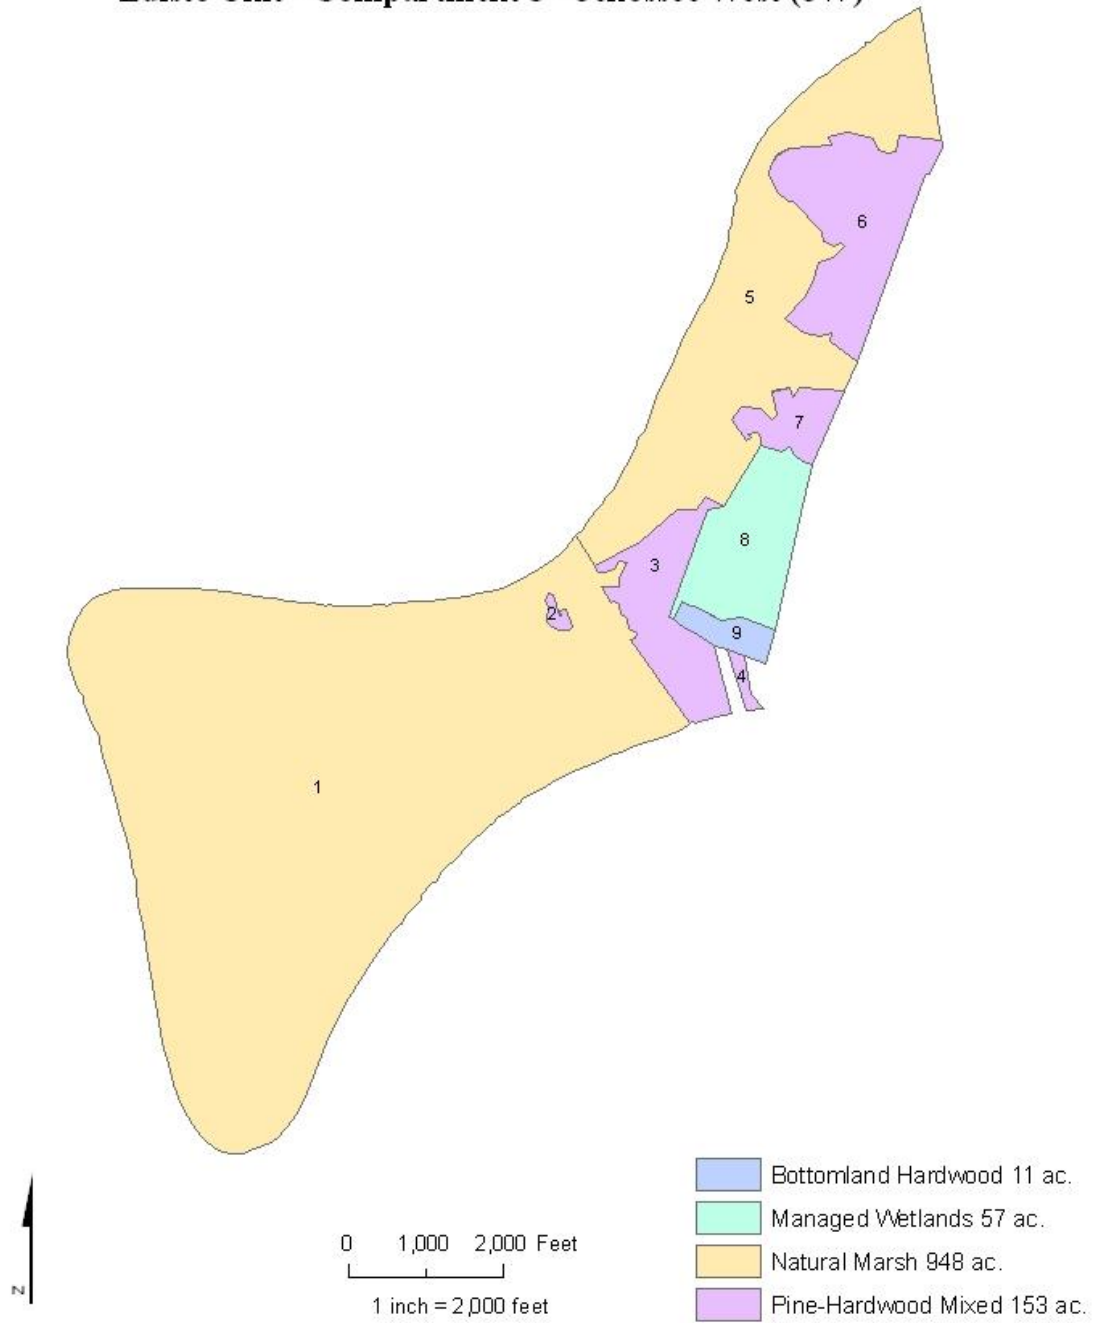 Unit - Compartment West
6
5
7
8
3
2
9
4
1
Bottomland Hardwood 11 ac.
Managed Wetlands 57 ac.
Natural Marsh 948 ac.
Pine-Hardwood Mixed 153 ac.
0 1,000 2,000 Feet
1 inch = 2,000 feet
N